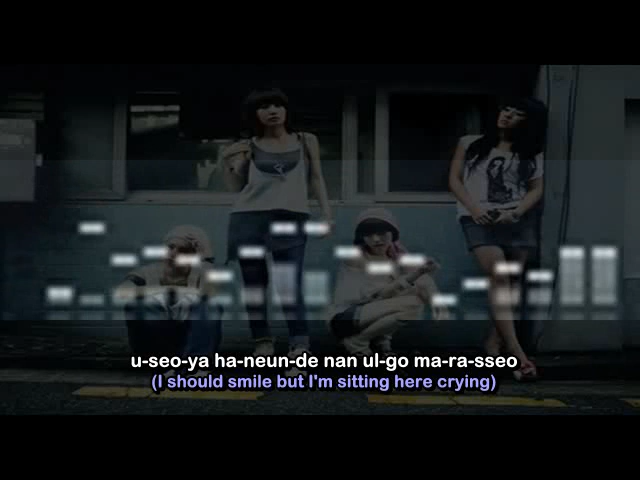 u-seo-ya ha-neun-de nan ul-go ma-ra-sseo
(I should smile but I'm sitting here crying)